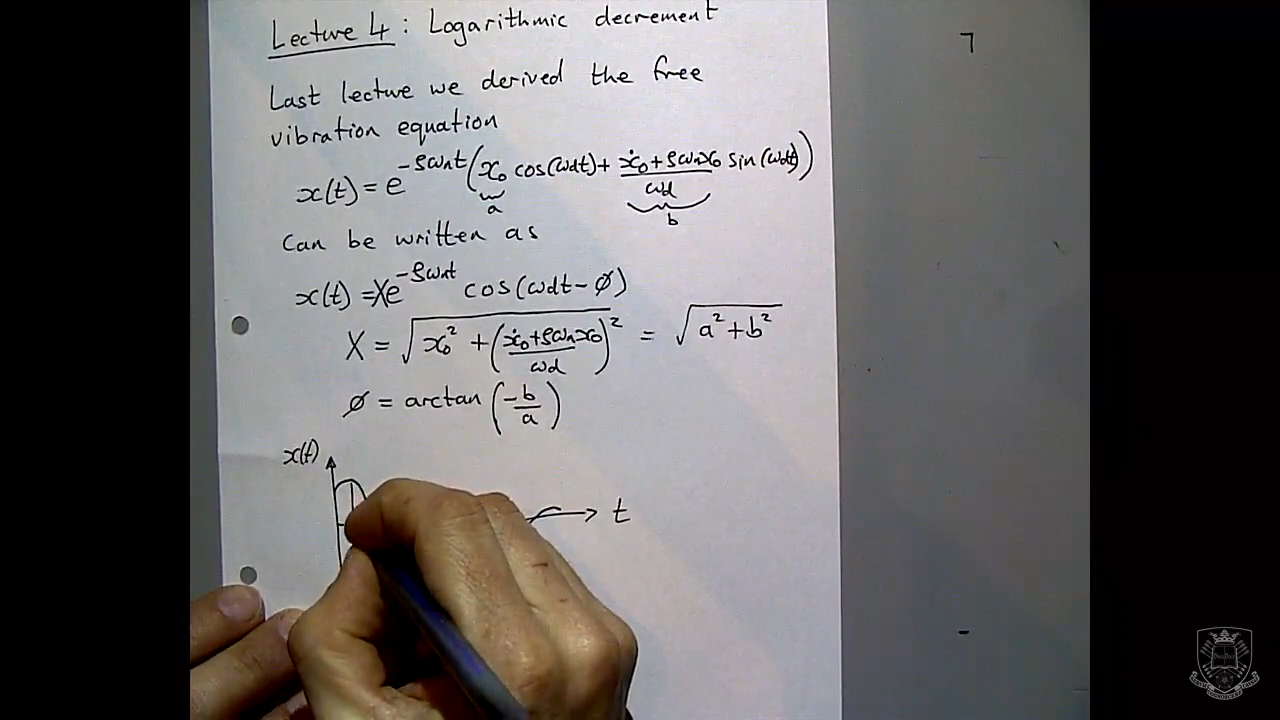 Lecture 4: Logarithmic decrement
7
Last lecture we derived the free
vibration equation
x(t) = e^{-ζωnt}(x₀ cos(ωdt) + (ẋ₀ + ζωnx₀)/ωd sin(ωdt))
a
b
Can be written as
x(t) = Xe^{-ζωnt} cos(ωdt - φ)
X = √(x₀² + ((ẋ₀ + ζωnx₀)/ωd)²) = √(a² + b²)
φ = arctan(-b/a)
x(t)
t